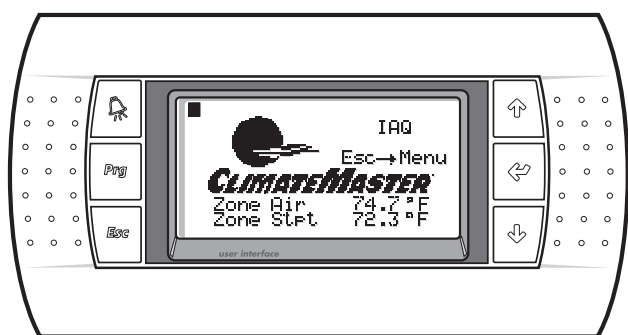 IAQ
Esc→Menu
CLIMATEMASTER
Zone Air 74.7°F
Zone Stpt 72.3°F
Prg
Esc
user interface